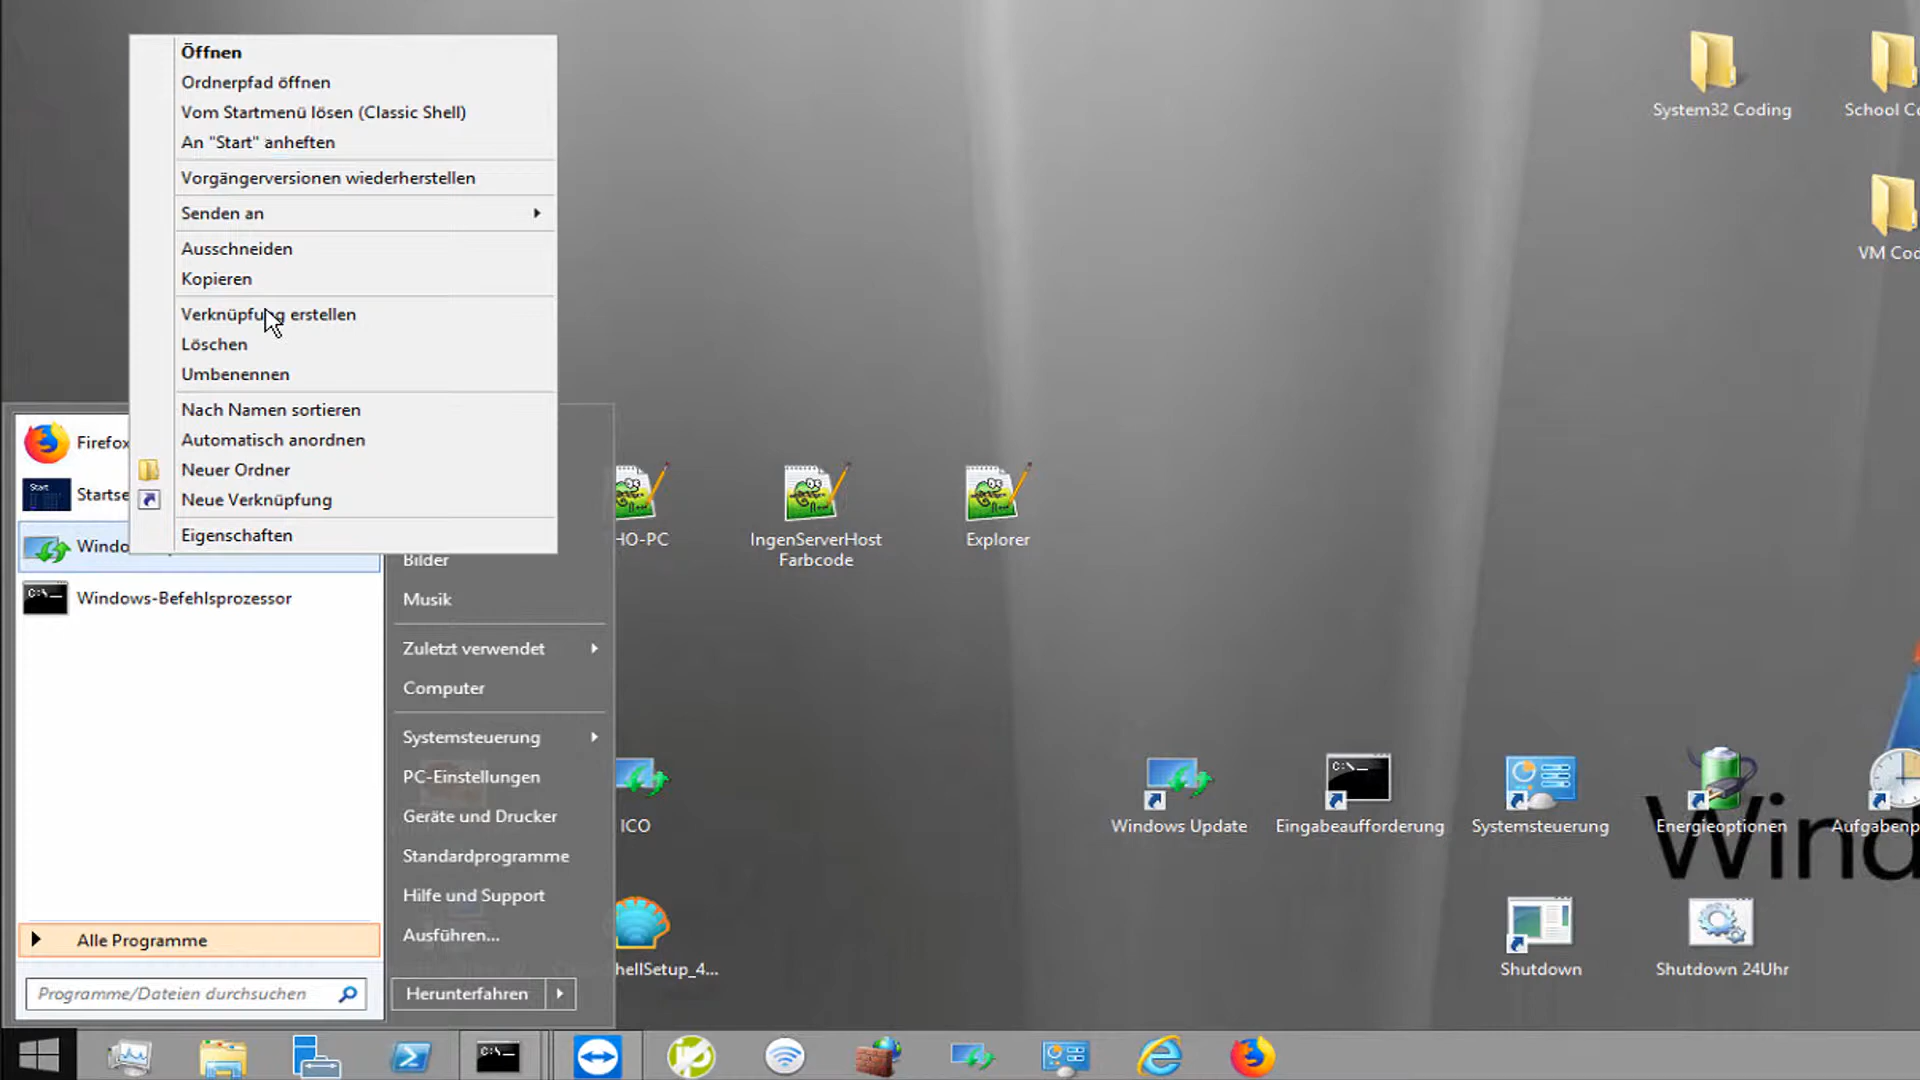 Öffnen
Ordnerpfad öffnen
Vom Startmenü lösen (Classic Shell)
An "Start" anheften
Vorgängerversionen wiederherstellen
Senden an
Ausschneiden
Kopieren
Verknüpfung erstellen
Löschen
Umbenennen
Nach Namen sortieren
Automatisch anordnen
Neuer Ordner
Neue Verknüpfung
Eigenschaften
Firefox
Startse
Windo
Windows-Befehlsprozessor
Alle Programme
Programme/Dateien durchsuchen
Bilder
Musik
Zuletzt verwendet
Computer
Systemsteuerung
PC-Einstellungen
Geräte und Drucker
Standardprogramme
Hilfe und Support
Ausführen...
Herunterfahren
System32 Coding
School Co
VM Cod
HO-PC
IngenServerHost
Farbcode
Explorer
ICO
Windows Update
Eingabeaufforderung
Systemsteuerung
Energieoptionen
Aufgabenp
Wind
hellSetup_4...
Shutdown
Shutdown 24Uhr